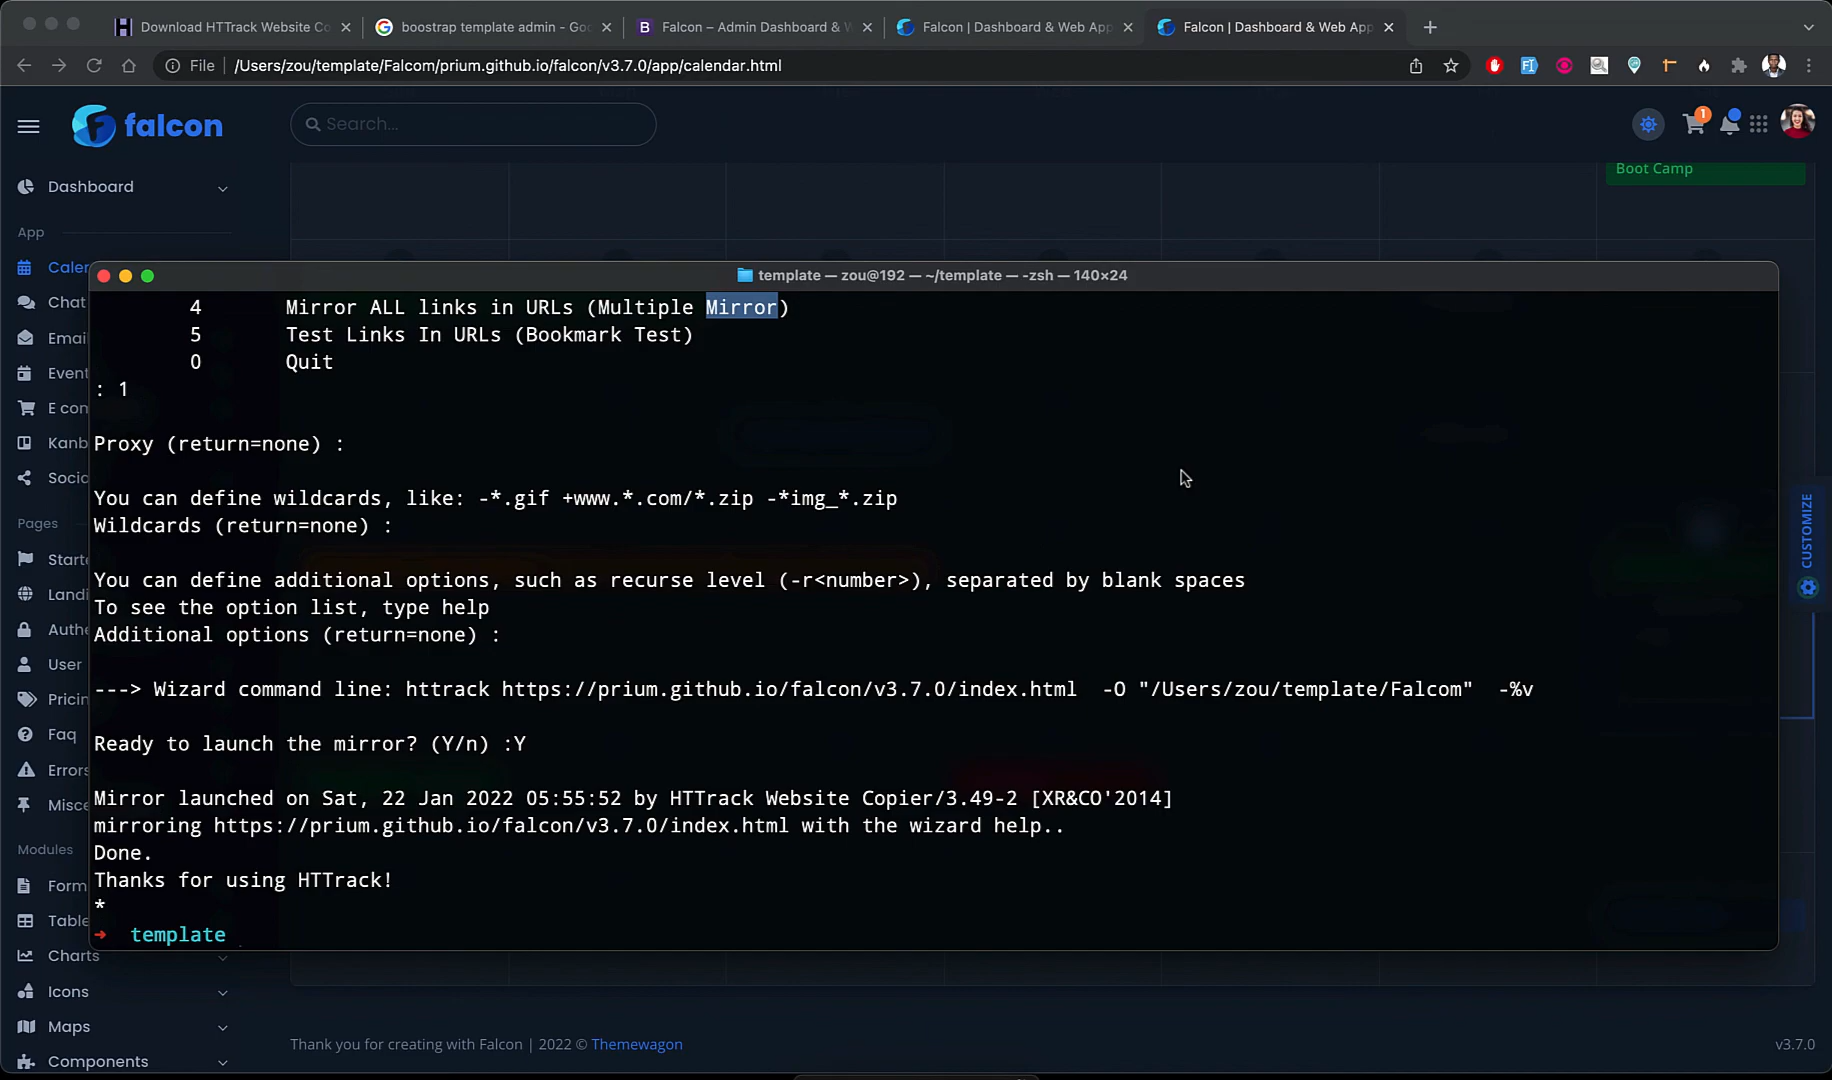 Download HTTrack Website Co
boostrap template admin - Goo
Falcon – Admin Dashboard & W
Falcon | Dashboard & Web App
Falcon | Dashboard & Web App
File
/Users/zou/template/Falcom/prium.github.io/falcon/v3.7.0/app/calendar.html
falcon
Search...
1
Dashboard
App
Calen
Chat
Emai
Event
E con
Kanb
Socia
Pages
Starte
Landi
Authe
User
Pricin
Faq
Errors
Misce
Modules
Form
Table
Charts
Icons
Maps
Components
Boot Camp
template — zou@192 — ~/template — -zsh — 140×24
4 Mirror ALL links in URLs (Multiple Mirror)
5 Test Links In URLs (Bookmark Test)
0 Quit
: 1
Proxy (return=none) :
You can define wildcards, like: -*.gif +www.*.com/*.zip -*img_*.zip
Wildcards (return=none) :
You can define additional options, such as recurse level (-r<number>), separated by blank spaces
To see the option list, type help
Additional options (return=none) :
---> Wizard command line: httrack https://prium.github.io/falcon/v3.7.0/index.html -O "/Users/zou/template/Falcom" -%v
Ready to launch the mirror? (Y/n) :Y
Mirror launched on Sat, 22 Jan 2022 05:55:52 by HTTrack Website Copier/3.49-2 [XR&CO'2014]
mirroring https://prium.github.io/falcon/v3.7.0/index.html with the wizard help..
Done.
Thanks for using HTTrack!
*
➜ template
CUSTOMIZE
Thank you for creating with Falcon | 2022 © Themewagon
v3.7.0